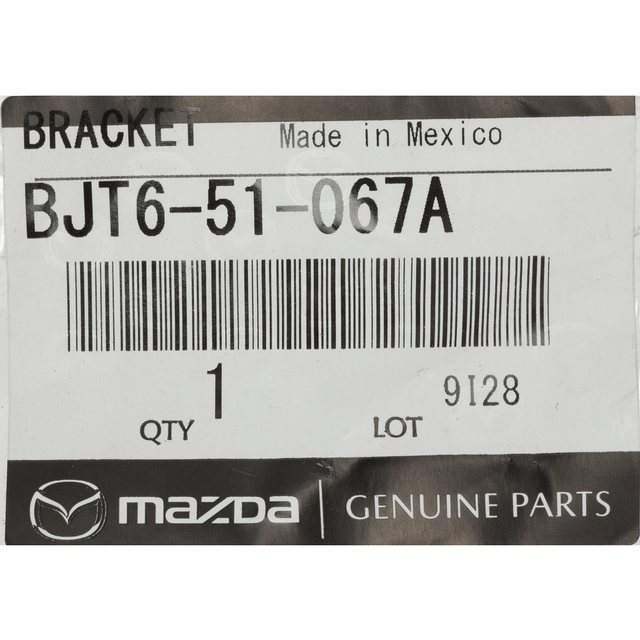 BRACKET Made in Mexico
BJT6-51-067A
QTY 1 LOT 9I28
mazda | GENUINE PARTS